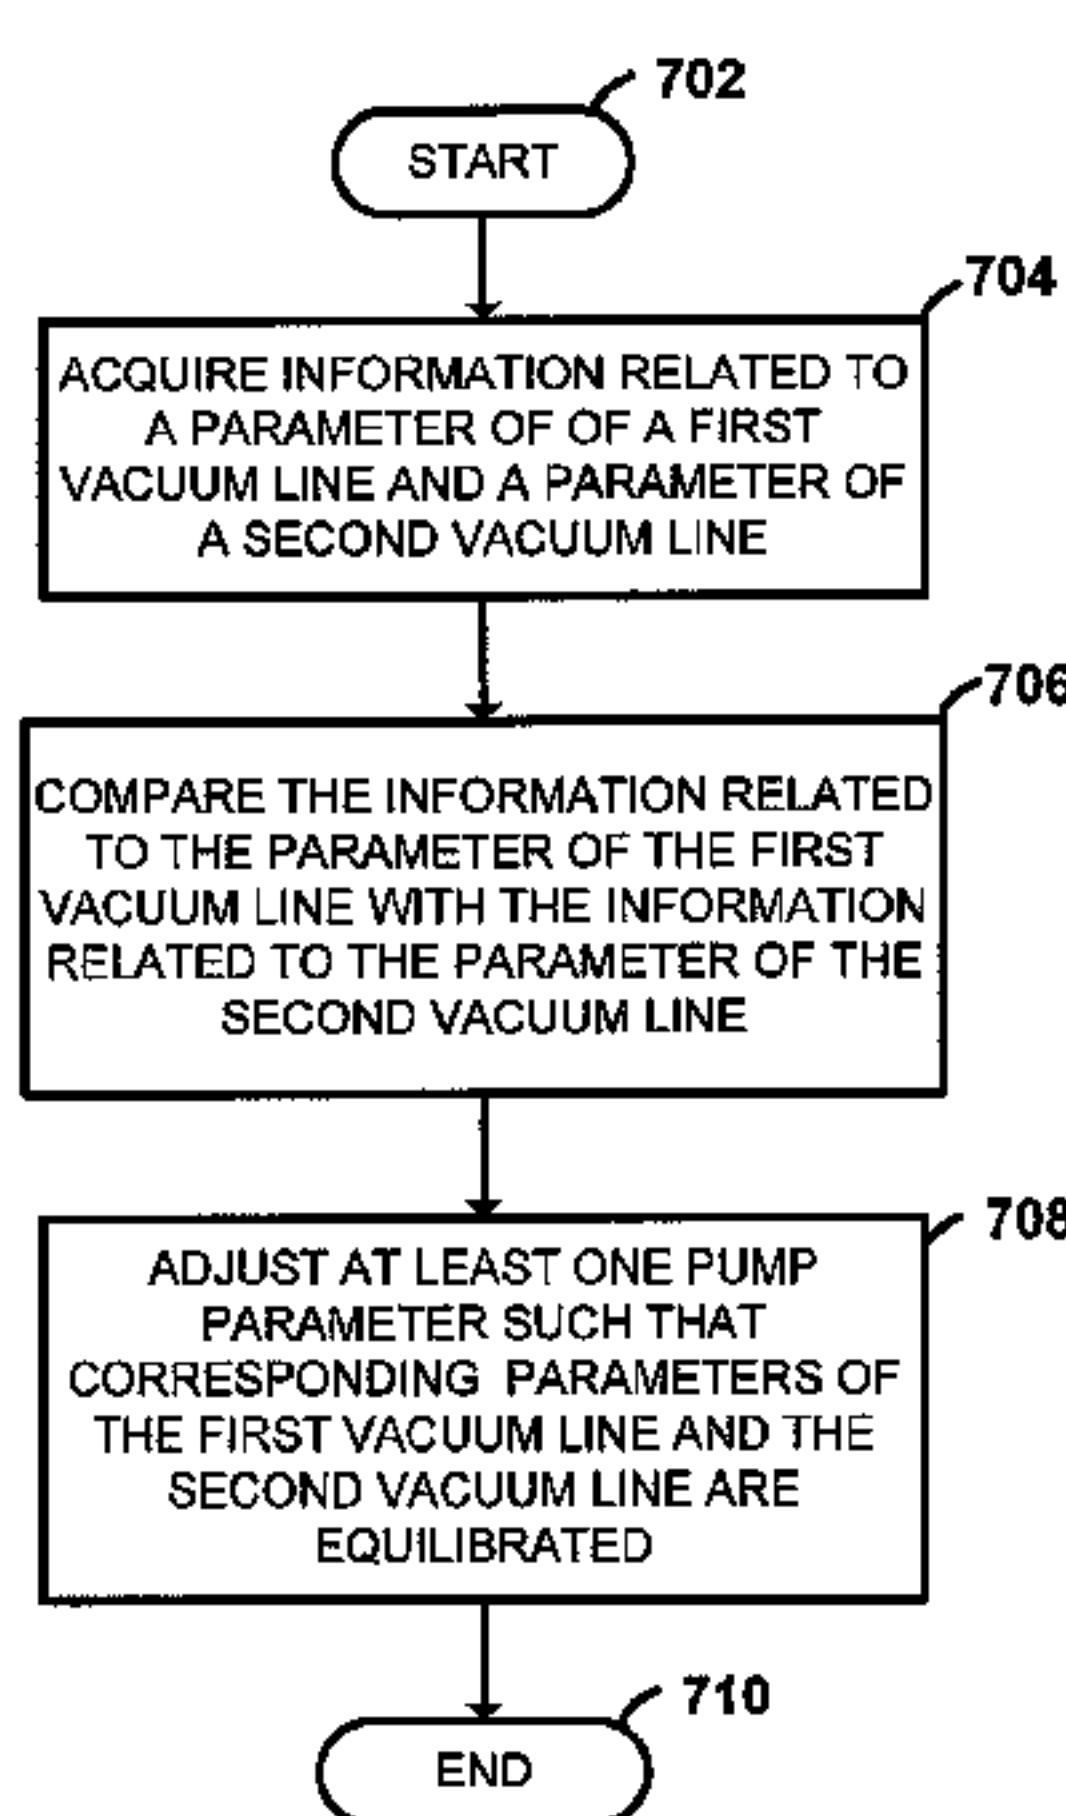 702
START
704
ACQUIRE INFORMATION RELATED TO
A PARAMETER OF OF A FIRST
VACUUM LINE AND A PARAMETER OF
A SECOND VACUUM LINE
706
COMPARE THE INFORMATION RELATED
TO THE PARAMETER OF THE FIRST
VACUUM LINE WITH THE INFORMATION
RELATED TO THE PARAMETER OF THE
SECOND VACUUM LINE
708
ADJUST AT LEAST ONE PUMP
PARAMETER SUCH THAT
CORRESPONDING PARAMETERS OF
THE FIRST VACUUM LINE AND THE
SECOND VACUUM LINE ARE
EQUILIBRATED
710
END